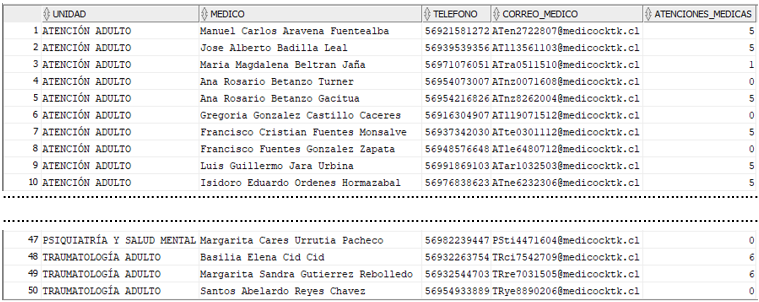 UNIDAD MEDICO TELEFONO CORREO_MEDICO ATENCIONES_MEDICAS
1 ATENCIÓN ADULTO Manuel Carlos Aravena Fuentealba 56921581272 ATen2722807@medicocktk.cl 5
2 ATENCIÓN ADULTO Jose Alberto Badilla Leal 56939539356 ATll3561103@medicocktk.cl 5
3 ATENCIÓN ADULTO Maria Magdalena Beltran Jaña 56971076051 ATra0511510@medicocktk.cl 1
4 ATENCIÓN ADULTO Ana Rosario Betanzo Turner 56954073007 ATnz0071608@medicocktk.cl 0
5 ATENCIÓN ADULTO Ana Rosario Betanzo Gacitua 56954216826 ATnz8262004@medicocktk.cl 5
6 ATENCIÓN ADULTO Gregoria Gonzalez Castillo Caceres 56916304907 ATll9071512@medicocktk.cl 0
7 ATENCIÓN ADULTO Francisco Cristian Fuentes Monsalve 56937342030 ATte0301112@medicocktk.cl 5
8 ATENCIÓN ADULTO Francisco Fuentes Gonzalez Zapata 56948576648 ATle6480712@medicocktk.cl 0
9 ATENCIÓN ADULTO Luis Guillermo Jara Urbina 56991869103 ATar1032503@medicocktk.cl 5
10 ATENCIÓN ADULTO Isidoro Eduardo Ordenes Hormazabal 56976838623 ATne6232306@medicocktk.cl 5
47 PSIQUIATRÍA Y SALUD MENTAL Margarita Cares Urrutia Pacheco 56982239447 PSti4471604@medicocktk.cl 0
48 TRAUMATOLOGÍA ADULTO Basilia Elena Cid Cid 56932263754 TRci7542709@medicocktk.cl 6
49 TRAUMATOLOGÍA ADULTO Margarita Sandra Gutierrez Rebolledo 56932544703 TRre7031505@medicocktk.cl 6
50 TRAUMATOLOGÍA ADULTO Santos Abelardo Reyes Chavez 56954933889 TRye8890206@medicocktk.cl 0